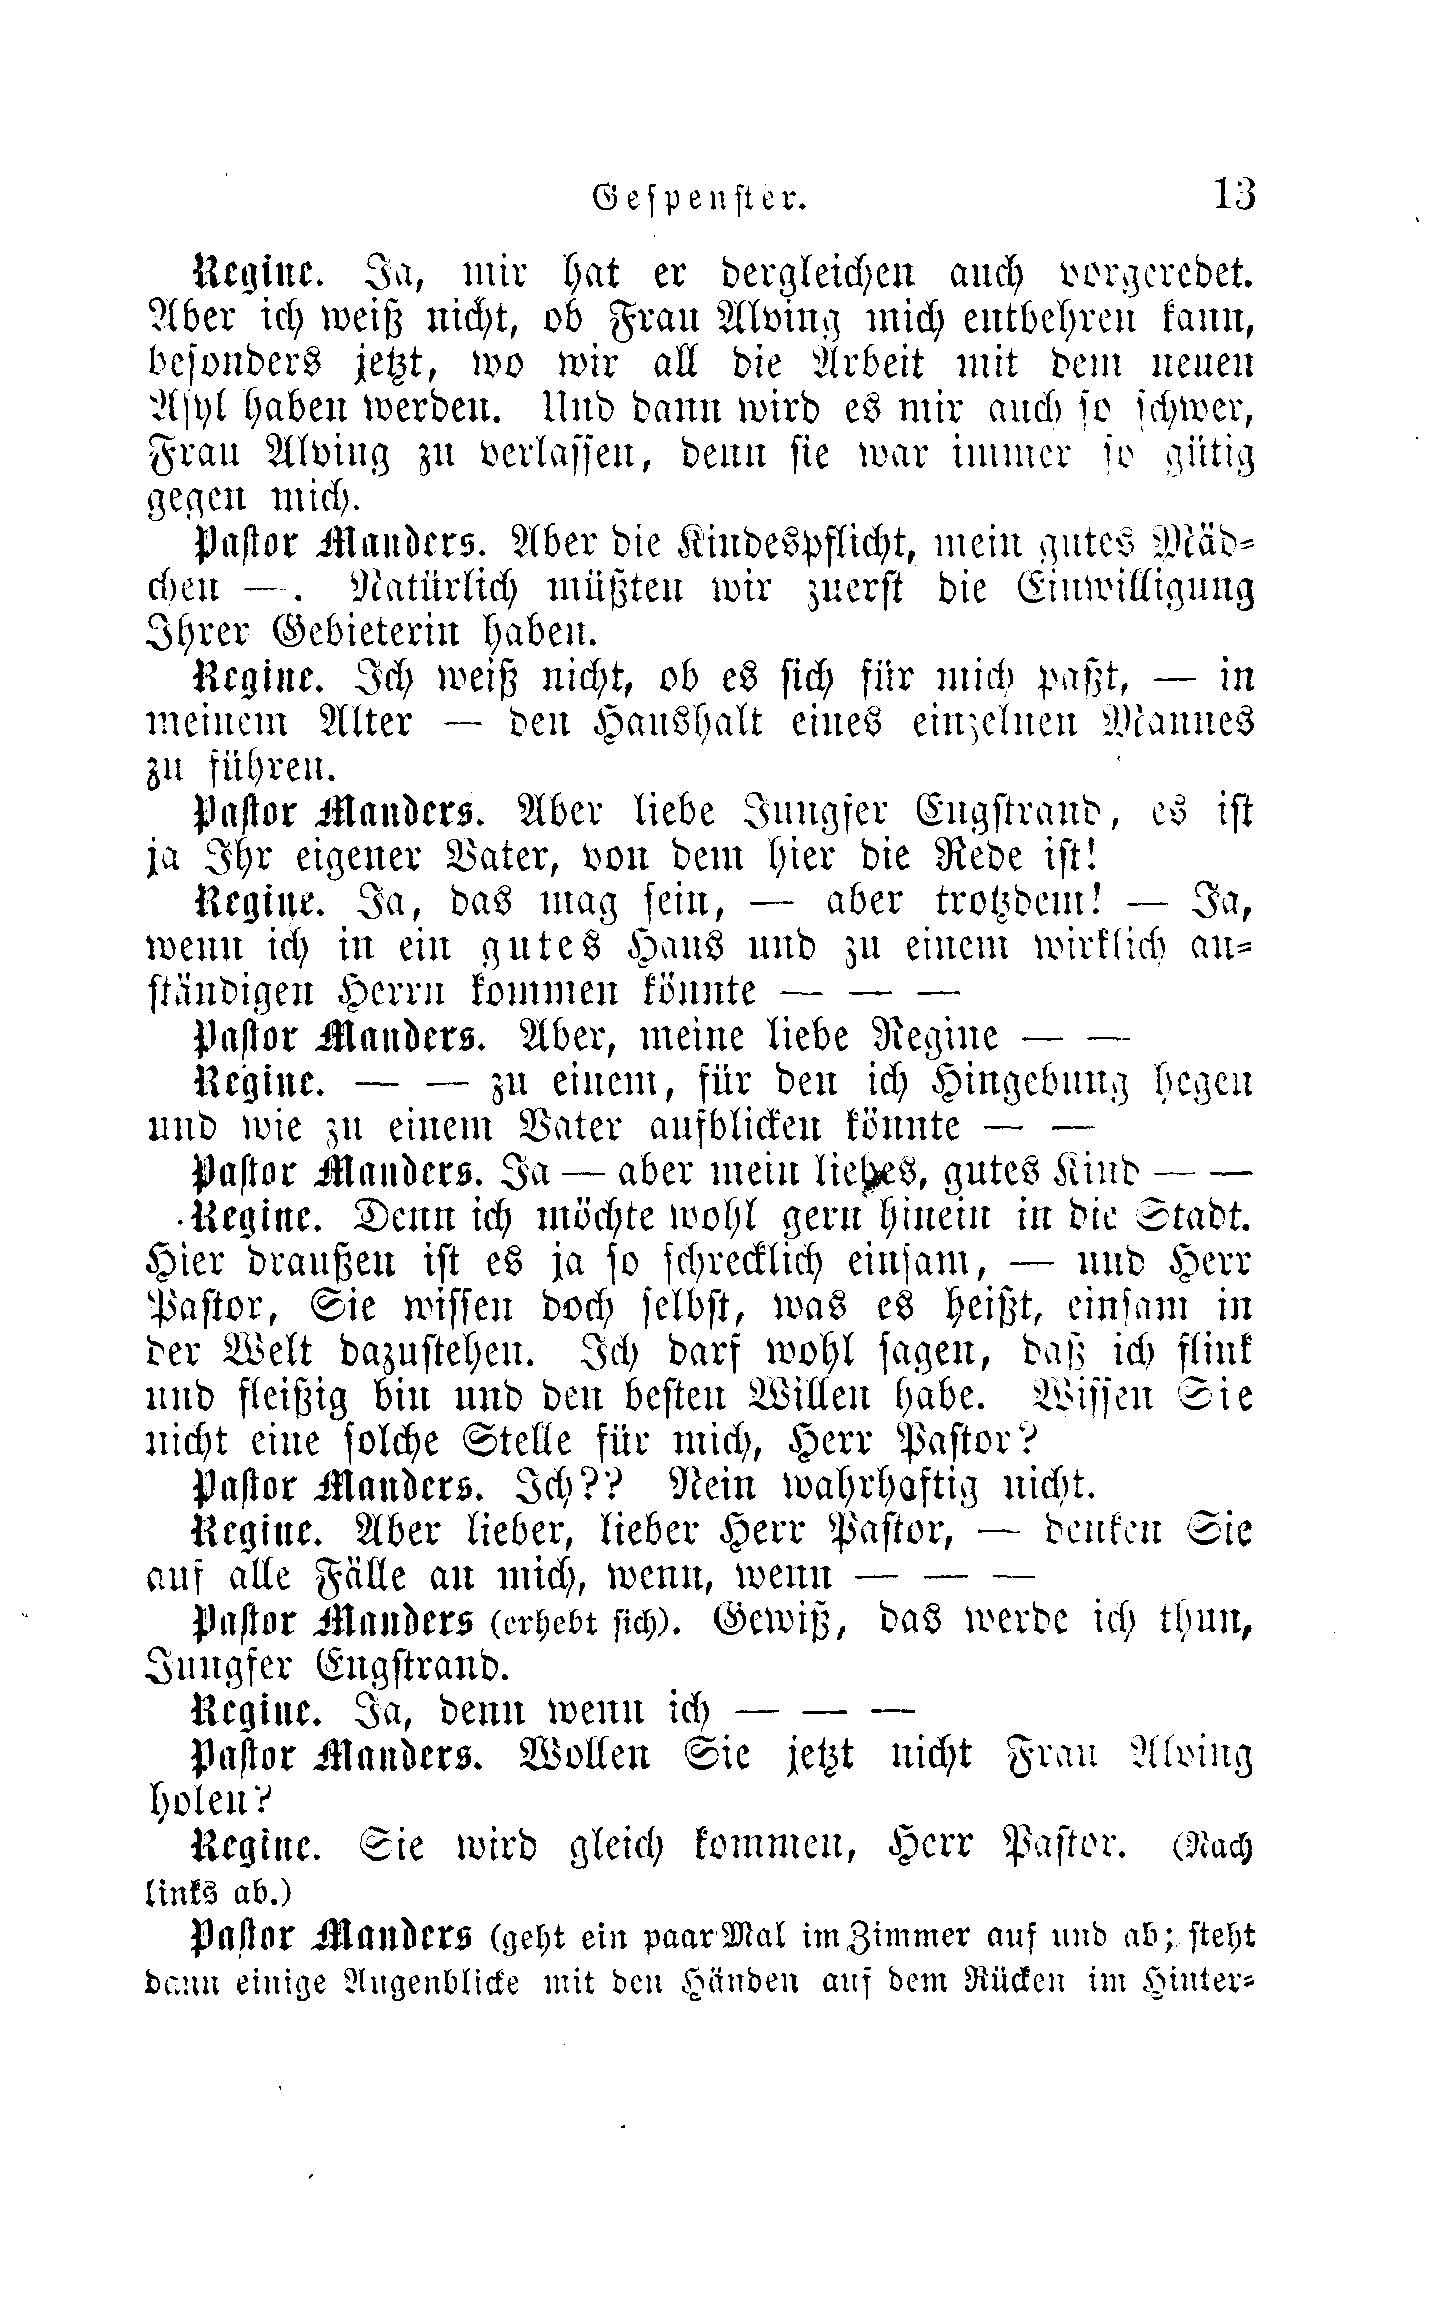 Gespenster. 13
Regine. Ja, mir hat er dergleichen auch vorgeredet.
Aber ich weiß nicht, ob Frau Alving mich entbehren kann,
besonders jetzt, wo wir all die Arbeit mit dem neuen
Asyl haben werden. Und dann wird es mir auch so schwer,
Frau Alving zu verlassen, denn sie war immer so gütig
gegen mich.
Pastor Manders. Aber die Kindespflicht, mein gutes Mäd-
chen —. Natürlich müßten wir zuerst die Einwilligung
Ihrer Gebieterin haben.
Regine. Ich weiß nicht, ob es sich für mich paßt, — in
meinem Alter — den Haushalt eines einzelnen Mannes
zu führen.
Pastor Manders. Aber liebe Jungfer Engstrand, es ist
ja Ihr eigener Vater, von dem hier die Rede ist!
Regine. Ja, das mag sein, — aber trotzdem! — Ja,
wenn ich in ein gutes Haus und zu einem wirklich an-
ständigen Herrn kommen könnte — — —
Pastor Manders. Aber, meine liebe Regine — —
Regine. — — zu einem, für den ich Hingebung hegen
und wie zu einem Vater aufblicken könnte — —
Pastor Manders. Ja — aber mein liebes, gutes Kind — —
Regine. Denn ich möchte wohl gern hinein in die Stadt.
Hier draußen ist es ja so schrecklich einsam, — und Herr
Pastor, Sie wissen doch selbst, was es heißt, einsam in
der Welt dazustehen. Ich darf wohl sagen, daß ich flink
und fleißig bin und den besten Willen habe. Wissen Sie
nicht eine solche Stelle für mich, Herr Pastor?
Pastor Manders. Ich?? Nein wahrhaftig nicht.
Regine. Aber lieber, lieber Herr Pastor, — denken Sie
auf alle Fälle an mich, wenn, wenn — — —
Pastor Manders (erhebt sich). Gewiß, das werde ich thun,
Jungfer Engstrand.
Regine. Ja, denn wenn ich — — —
Pastor Manders. Wollen Sie jetzt nicht Frau Alving
holen?
Regine. Sie wird gleich kommen, Herr Pastor. (Nach
links ab.)
Pastor Manders (geht ein paar Mal im Zimmer auf und ab; steht
dann einige Augenblicke mit den Händen auf dem Rücken im Hinter-